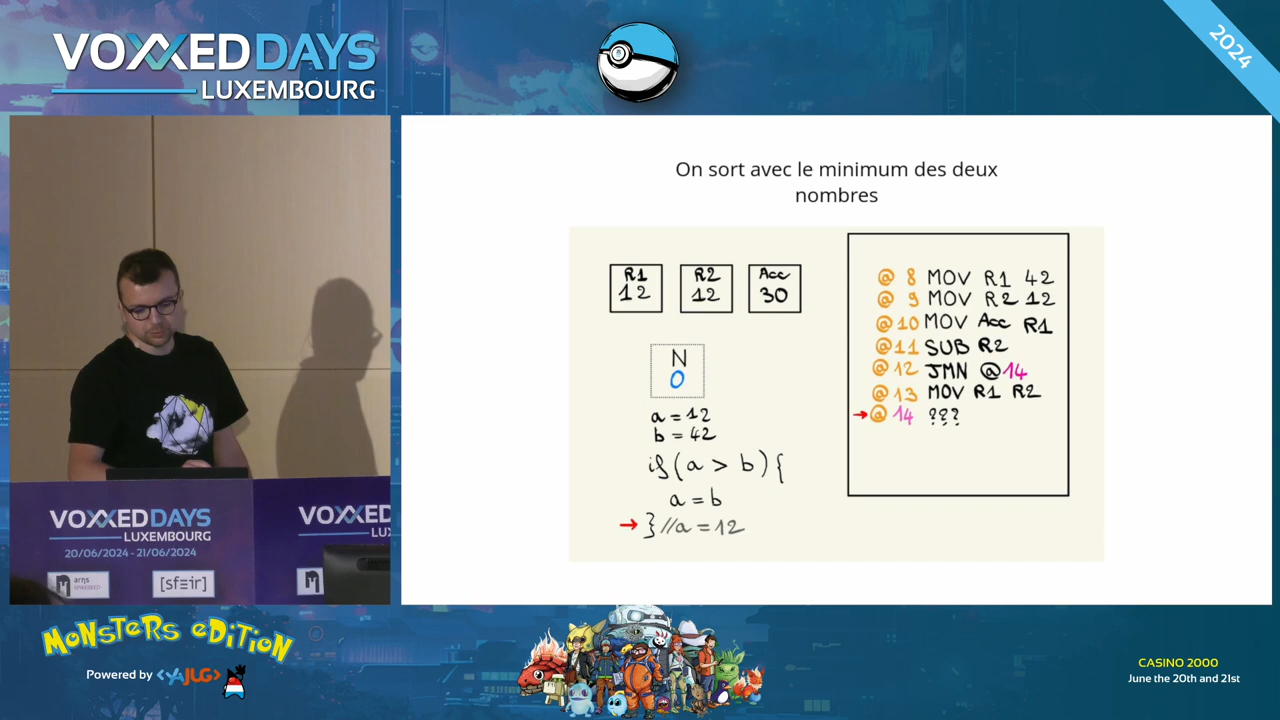 VOXXED DAYS
LUXEMBOURG
2024
On sort avec le minimum des deux
nombres
R1
12
R2
12
Acc
30
N
0
a = 12
b = 42
if (a > b) {
a = b
→ } // a = 12
@ 8 MOV R1 42
@ 9 MOV R2 12
@ 10 MOV Acc R1
@ 11 SUB R2
@ 12 JMN @14
@ 13 MOV R1 R2
→ @ 14 ???
VOXXED DAYS
LUXEMBOURG
20/06/2024 - 21/06/2024
arηs
[sfeir]
VOXXED
LU
MONSTERS EDITION
Powered by <YAJUG>
CASINO 2000
June the 20th and 21st